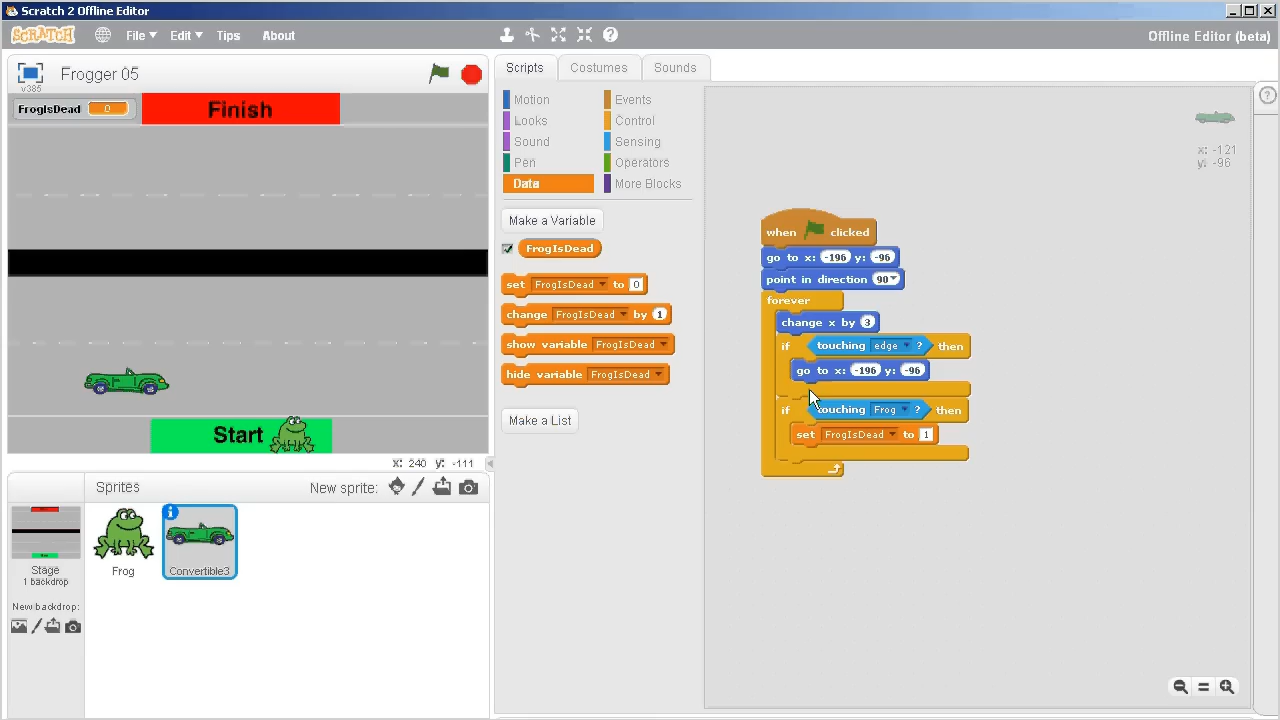 Scratch 2 Offline Editor
SCRATCH File Edit Tips About Offline Editor (beta)
v385 Frogger 05
Scripts Costumes Sounds
FrogIsDead 0 Finish
Start
X: 240 y: -111
Motion Events
Looks Control
Sound Sensing
Pen Operators
Data More Blocks
Make a Variable
FrogIsDead
set FrogIsDead to 0
change FrogIsDead by 1
show variable FrogIsDead
hide variable FrogIsDead
Make a List
x: -121
y: -96
when clicked
go to x: -196 y: -96
point in direction 90
forever
change x by 3
if touching edge ? then
go to x: -196 y: -96
if touching Frog ? then
set FrogIsDead to 1
Sprites New sprite:
Stage
1 backdrop
New backdrop:
Frog
Convertible3